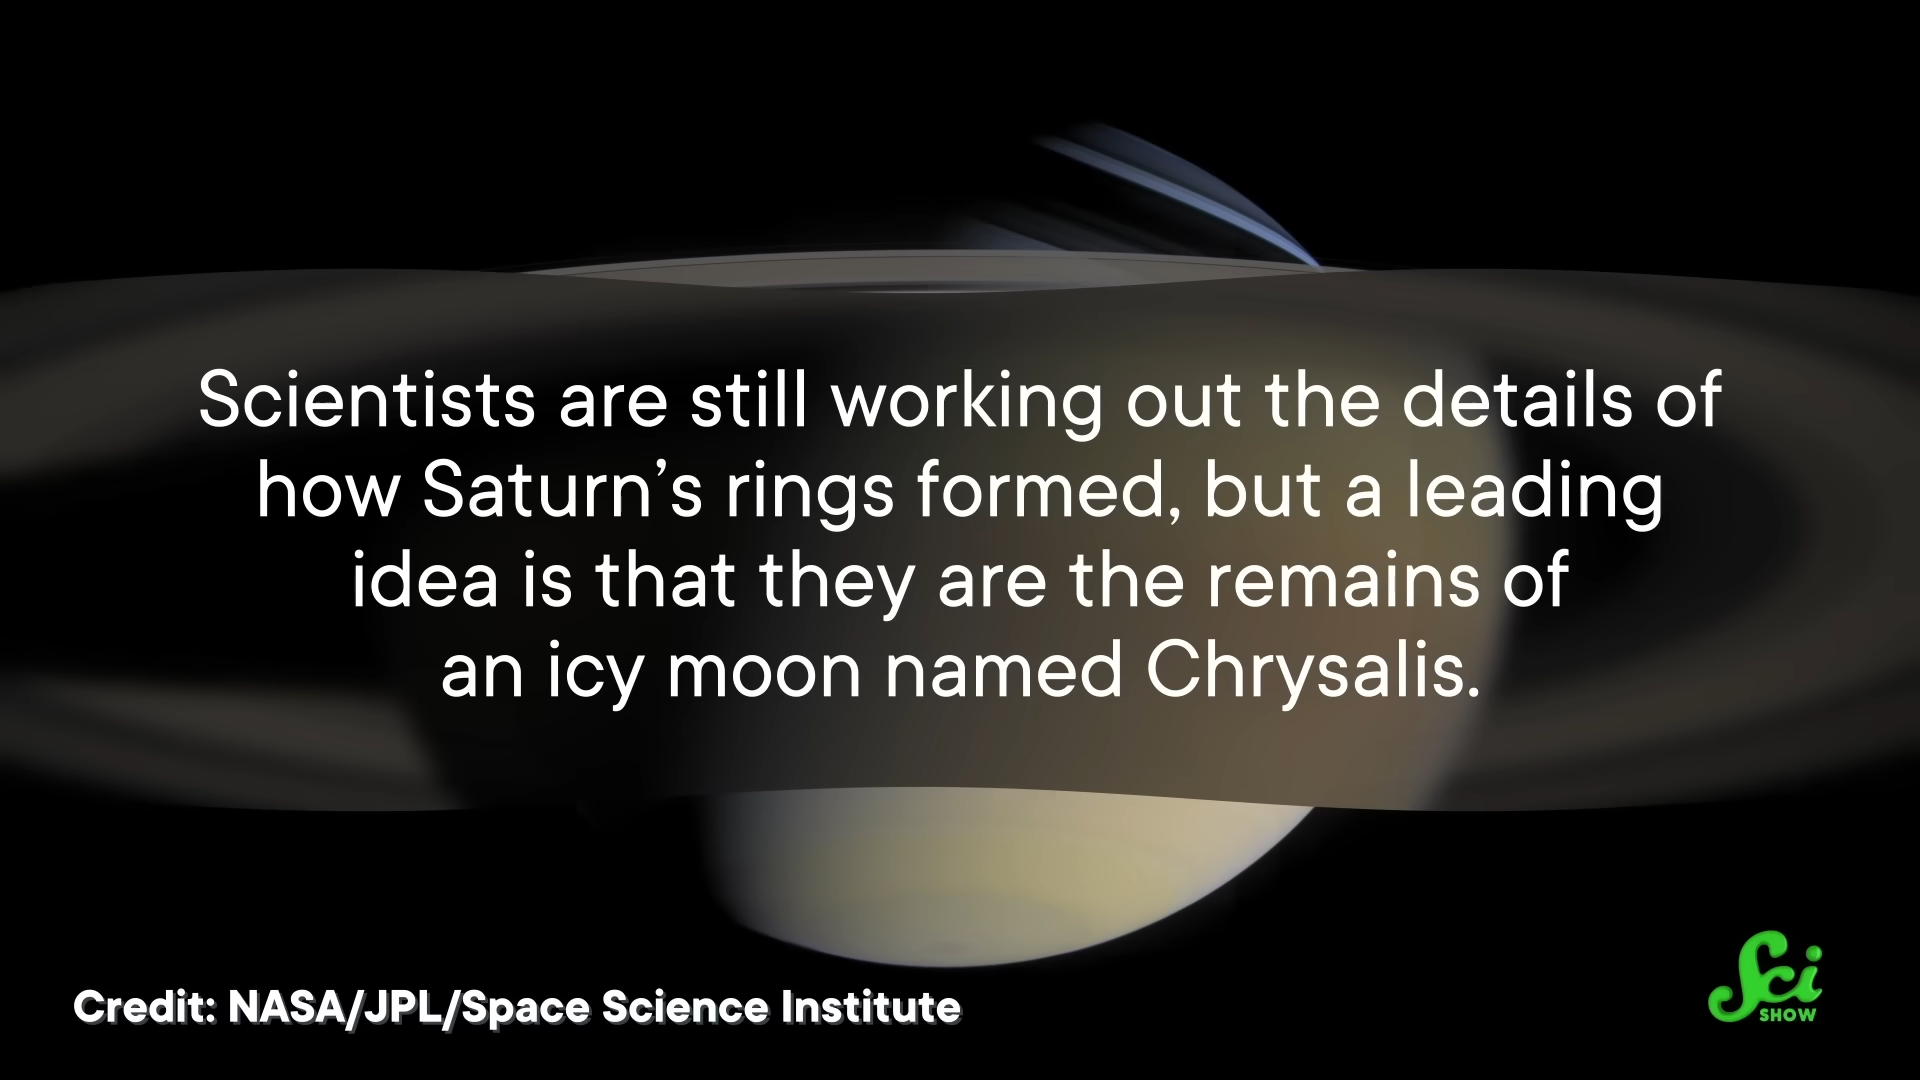 Scientists are still working out the details of
how Saturn’s rings formed, but a leading
idea is that they are the remains of
an icy moon named Chrysalis.
Credit: NASA/JPL/Space Science Institute
Sci
SHOW